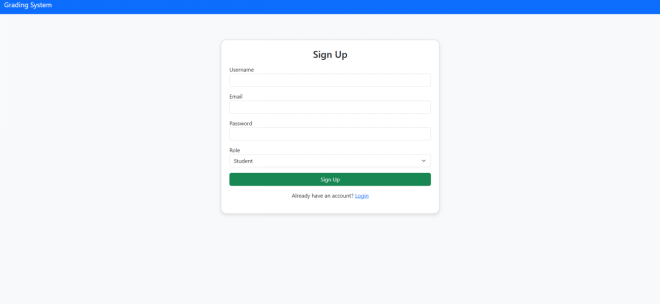 Grading System
Sign Up
Username
Email
Password
Role
Student
Sign Up
Already have an account? Login